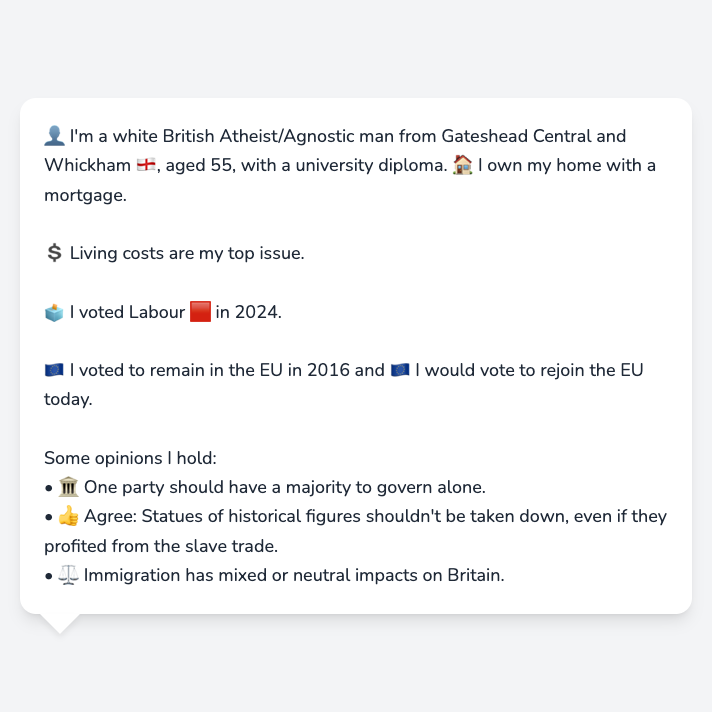 👤 I'm a white British Atheist/Agnostic man from Gateshead Central and
Whickham 🏴󠁧󠁢󠁥󠁮󠁧󠁿, aged 55, with a university diploma. 🏠 I own my home with a
mortgage.
💲 Living costs are my top issue.
🗳️ I voted Labour 🟥 in 2024.
🇪🇺 I voted to remain in the EU in 2016 and 🇪🇺 I would vote to rejoin the EU
today.
Some opinions I hold:
• 🏛️ One party should have a majority to govern alone.
• 👍 Agree: Statues of historical figures shouldn't be taken down, even if they
profited from the slave trade.
• ⚖️ Immigration has mixed or neutral impacts on Britain.